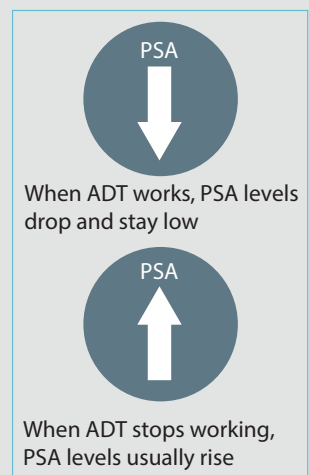 PSA
When ADT works, PSA levels
drop and stay low
PSA
When ADT stops working,
PSA levels usually rise